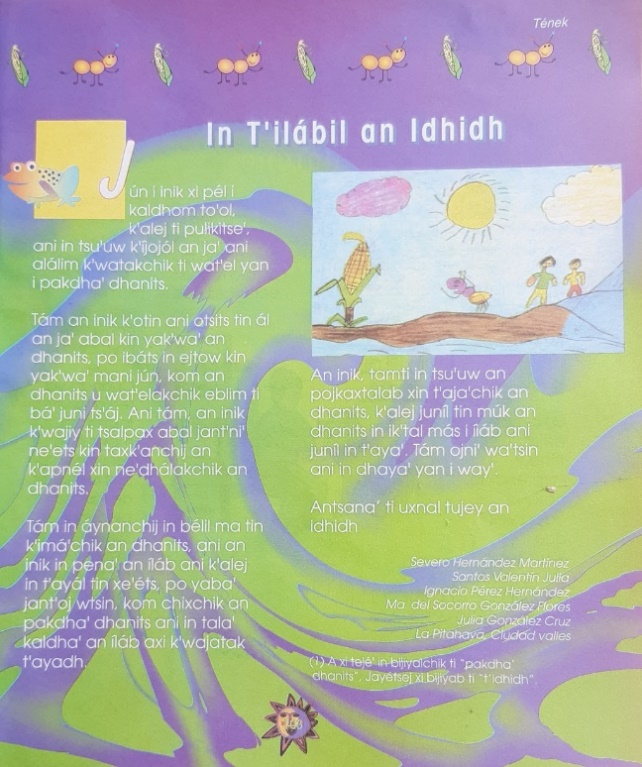 Tének
In T'ilábil an Idhidh
Jún i inik xi pél i
kaldhom to'ol,
k'alej ti pulikitse',
ani in tsu'uw k'íjojól an ja' ani
alálim k'watakchik ti wat'el yan
i pakdha' dhanits.
Tám an inik k'otin ani otsits tin ál
an ja' abal kin yak'wa' an
dhanits, po ibáts in ejtow kin
yak'wa' mani jún, kom an
dhanits u wat'elakchik eblim ti
bá' juni ts'áj. Ani tám, an inik
k'wajiy ti tsalpax abal jant'ni'
ne'ets kin taxk'anchij an
k'apnél xin ne'dhálakchik an
dhanits.
Tám in áynanchij in bélil ma tin
k'imá'chik an dhanits, ani an
inik in pena' an íláb ani k'alej
in t'ayál tin xe'éts, po yaba'
jant'oj wtsin, kom chixchik an
pakdha' dhanits ani in tala'
kaldha' an íláb axi k'wdjatak
t'ayadh.
An inik, tamti in tsu'uw an
pojkaxtalab xin t'aja'chik an
dhanits, k'alej junil tin múk an
dhanits in ik'tal más i íláb ani
junil in t'aya'. Tám ojni' wa'tsin
ani in dhaya' yan i way'.
Antsana' ti uxnal tujey an
idhidh
Severo Hernández Martínez
Santos Valentín Julia
Ignacio Pérez Hernández
Ma. del Socorro González Flores
Julia González Cruz
La Pitahaya, Ciudad valles
(1) A xi tejé' in bijiyalchik ti "pakdha'
dhanits", Jayétsej xi bijiyab ti "t'idhidh".